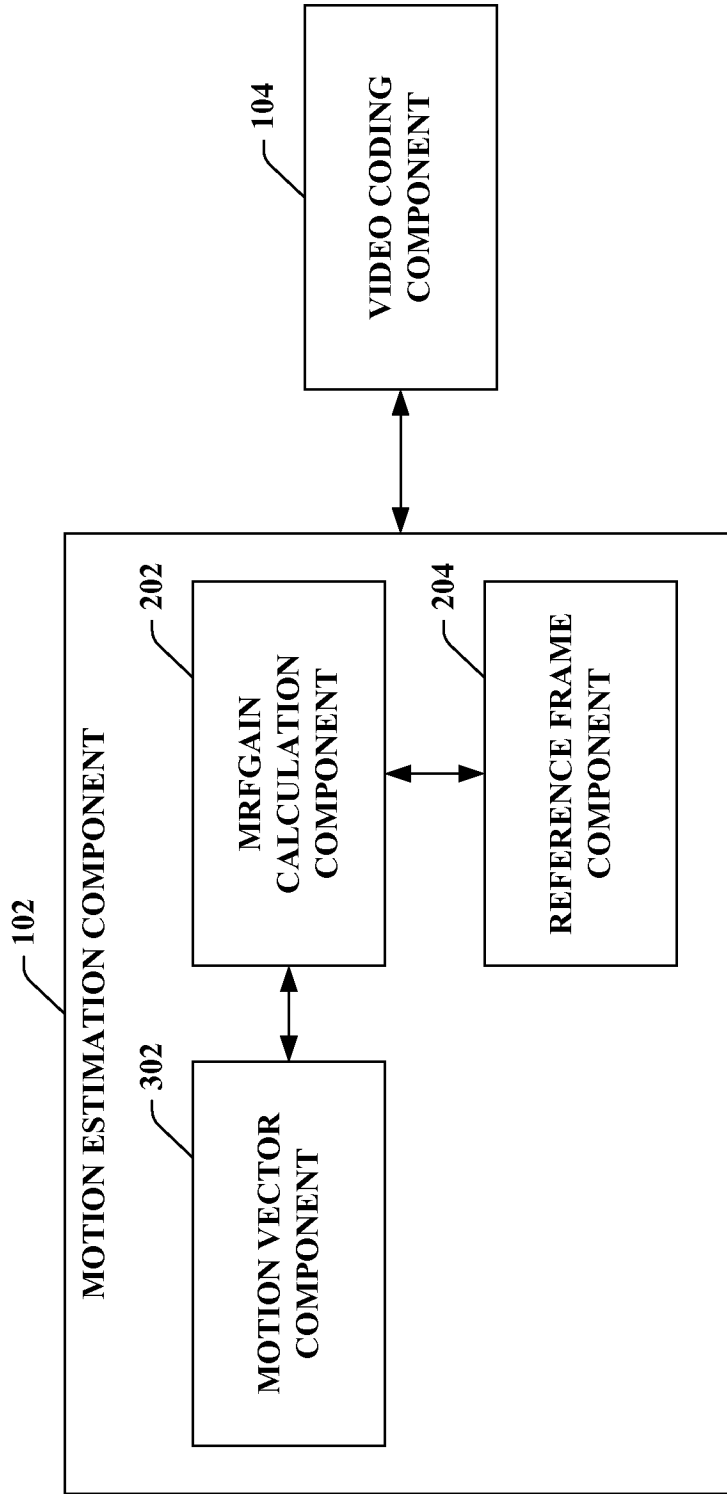 102
MOTION ESTIMATION COMPONENT
302
MOTION VECTOR
COMPONENT
202
MRFGAIN
CALCULATION
COMPONENT
204
REFERENCE FRAME
COMPONENT
104
VIDEO CODING
COMPONENT